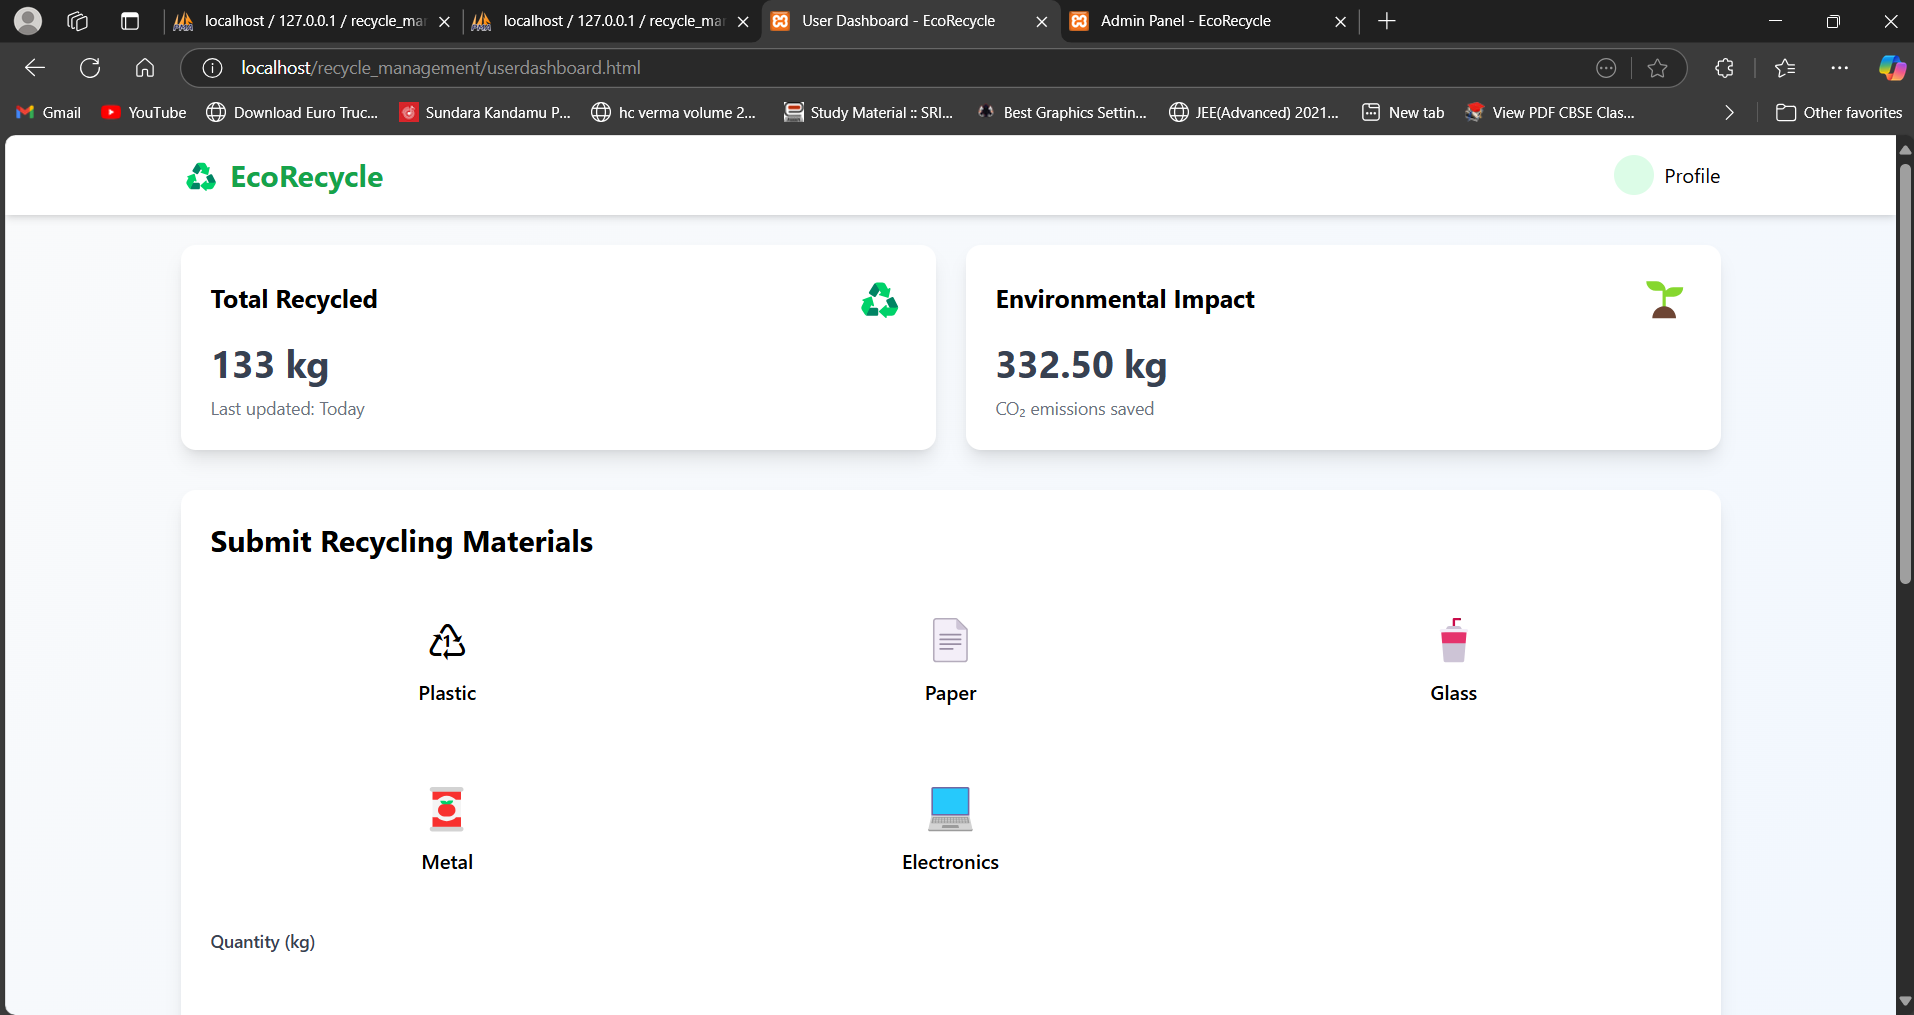 localhost / 127.0.0.1 / recycle_mar
localhost / 127.0.0.1 / recycle_mar
User Dashboard - EcoRecycle
Admin Panel - EcoRecycle
localhost/recycle_management/userdashboard.html
Gmail
YouTube
Download Euro Truc...
Sundara Kandamu P...
hc verma volume 2...
Study Material :: SRI...
Best Graphics Settin...
JEE(Advanced) 2021...
New tab
View PDF CBSE Clas...
Other favorites
EcoRecycle
Profile
Total Recycled
133 kg
Last updated: Today
Environmental Impact
332.50 kg
CO₂ emissions saved
Submit Recycling Materials
1
Plastic
Paper
Glass
Metal
Electronics
Quantity (kg)